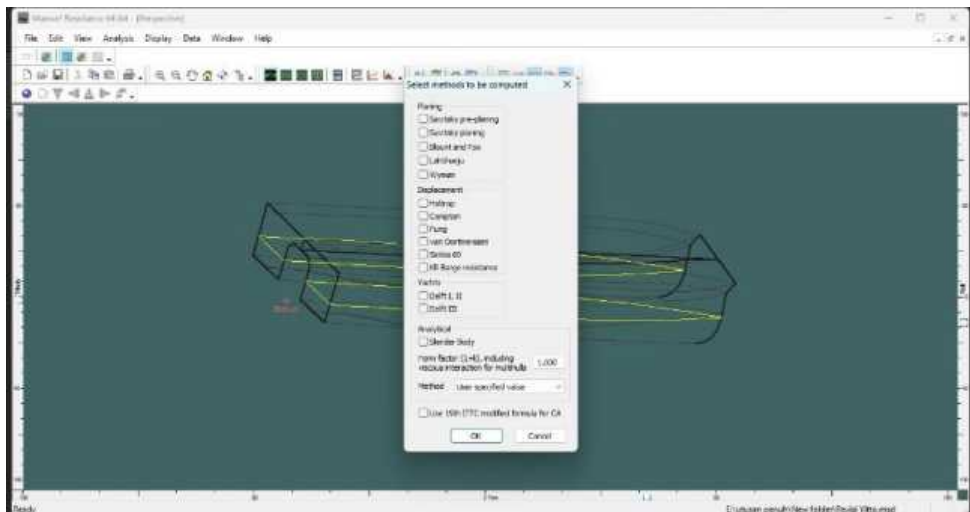 Maxsurf Resistance 64-bit - [Perspective]
File Edit View Analysis Display Data Window Help
Select methods to be computed
Planing
Savitsky pre-planing
Savitsky planing
Blount and Fox
Lahtiharju
Wyman
Displacement
Holtrop
Compton
Fung
van Oortmerssen
Series 60
KR Barge resistance
Yachts
Delft I, II
Delft III
Analytical
Slender Body
Form factor (1+k), including
viscous interaction for multihulls
1.000
Method User specified value
Use 19th ITTC modified formula for CA
OK Cancel
Ready